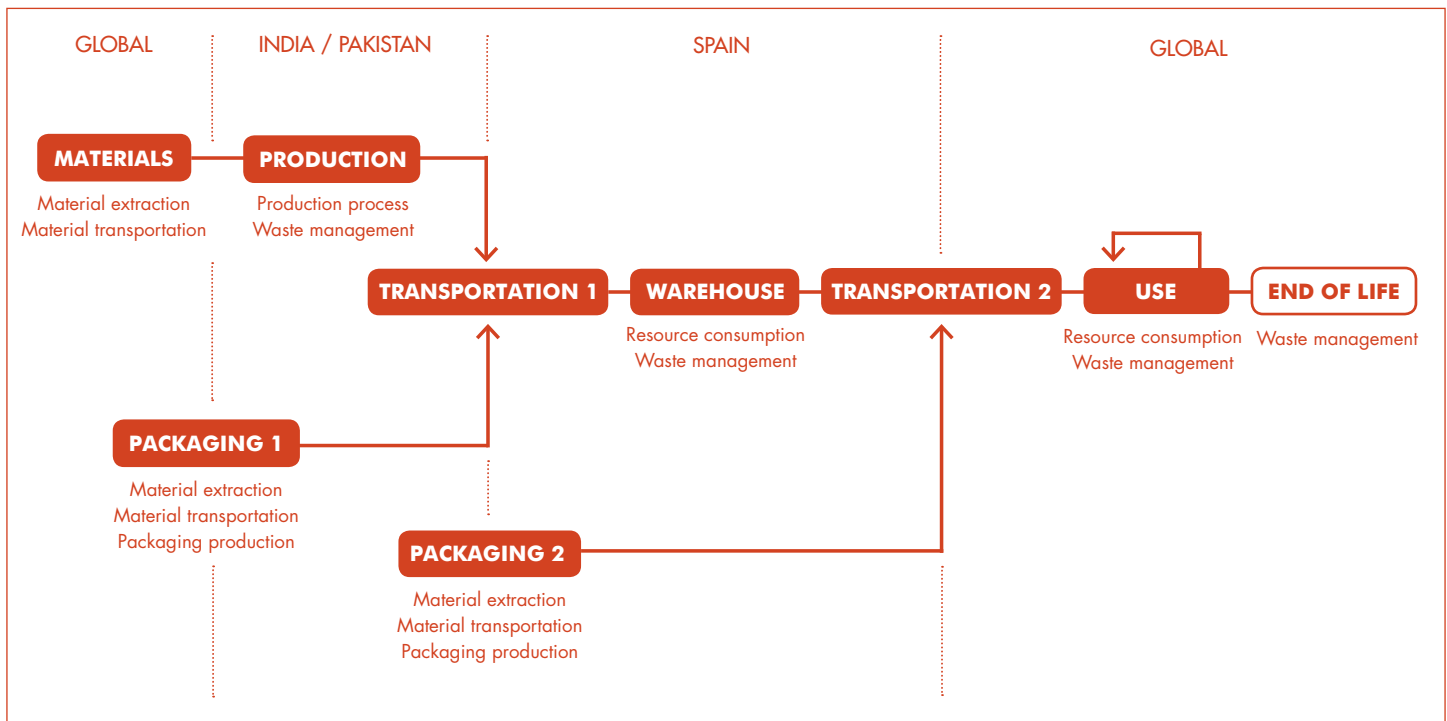 GLOBAL
INDIA / PAKISTAN
SPAIN
GLOBAL
MATERIALS
Material extraction
Material transportation
PRODUCTION
Production process
Waste management
TRANSPORTATION 1
WAREHOUSE
Resource consumption
Waste management
TRANSPORTATION 2
USE
Resource consumption
Waste management
END OF LIFE
Waste management
PACKAGING 1
Material extraction
Material transportation
Packaging production
PACKAGING 2
Material extraction
Material transportation
Packaging production